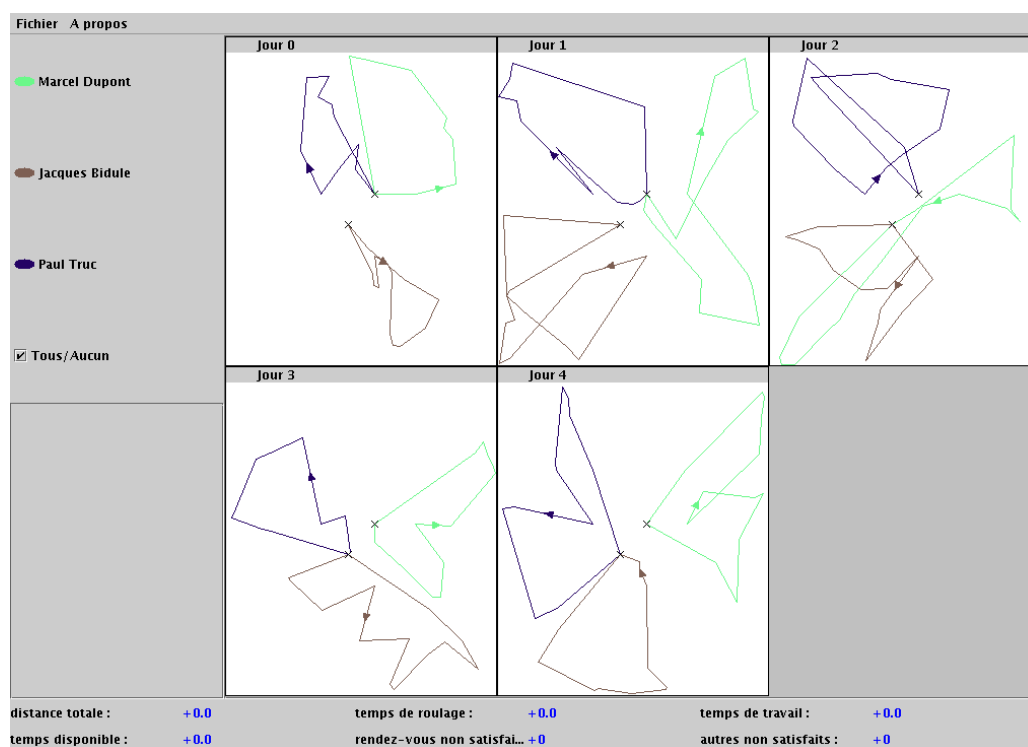 Fichier A propos
Jour 0 Jour 1 Jour 2
Marcel Dupont
Jacques Bidule
Paul Truc
Tous/Aucun
Jour 3 Jour 4
distance totale : +0.0 temps de roulage : +0.0 temps de travail : +0.0
temps disponible : +0.0 rendez-vous non satisfai... +0 autres non satisfaits : +0